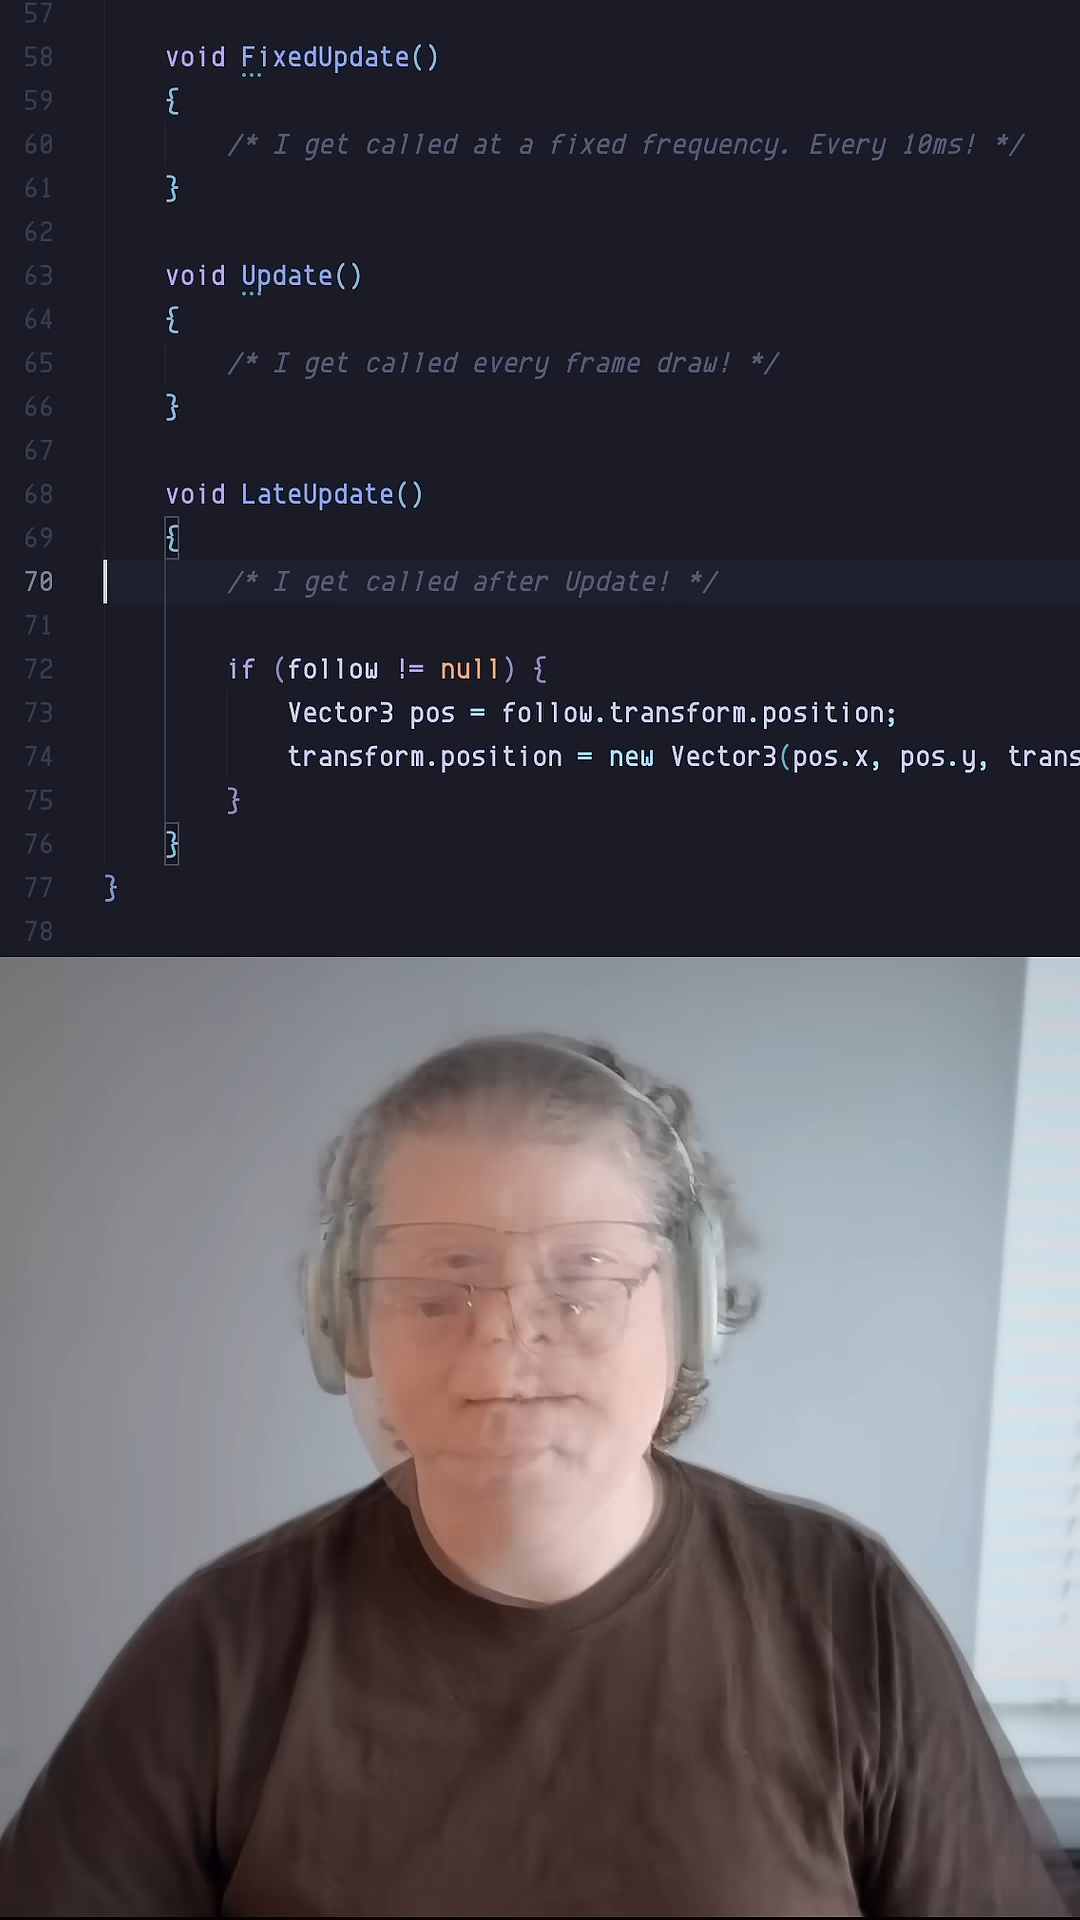 57
58 void FixedUpdate()
59 {
60 /* I get called at a fixed frequency. Every 10ms! */
61 }
62
63 void Update()
64 {
65 /* I get called every frame draw! */
66 }
67
68 void LateUpdate()
69 {
70 /* I get called after Update! */
71
72 if (follow != null) {
73 Vector3 pos = follow.transform.position;
74 transform.position = new Vector3(pos.x, pos.y, trans
75 }
76 }
77 }
78